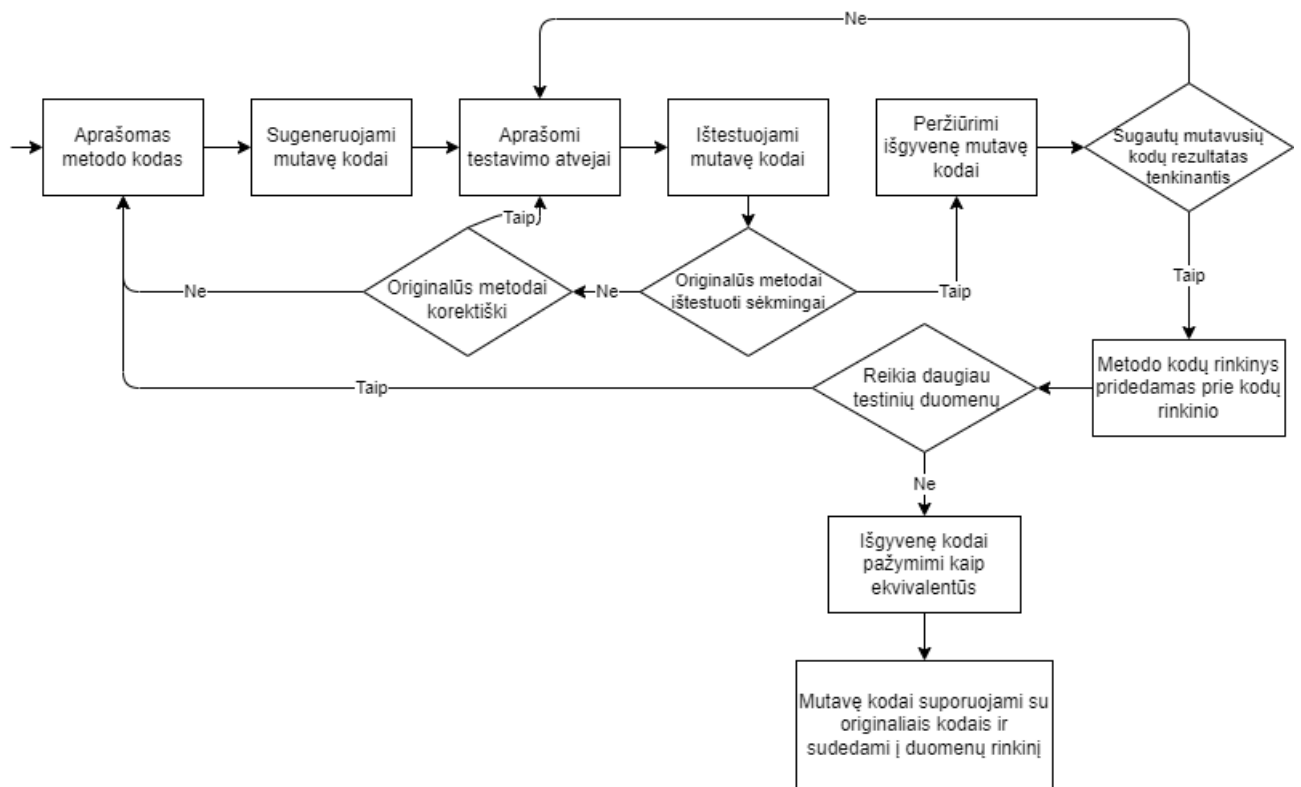 Ne
Aprašomas
metodo kodas
Sugeneruojami
mutavę kodai
Aprašomi
testavimo atvejai
Ištestuojami
mutavę kodai
Peržiūrimi
išgyvenę mutavę
kodai
Sugautų mutavusių
kodų rezultatas
tenkinantis
Taip
Ne
Originalūs metodai
korektiški
Ne
Originalūs metodai
ištestuoti sėkmingai
Taip
Taip
Metodo kodų rinkinys
pridedamas prie kodų
rinkinio
Reikia daugiau
testinių duomenų
Taip
Ne
Išgyvenę kodai
pažymimi kaip
ekvivalentūs
Mutavę kodai suporuojami su
originaliais kodais ir
sudedami į duomenų rinkinį